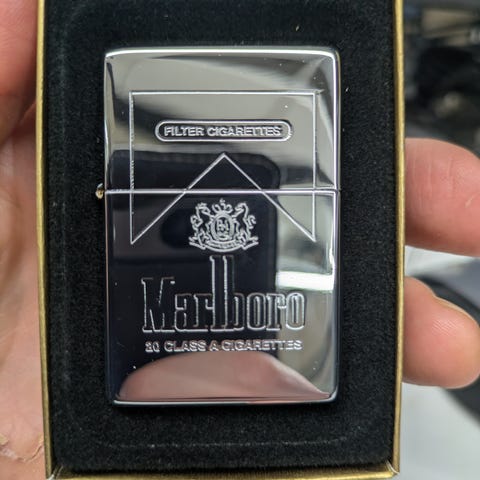 FILTER CIGARETTES
Marlboro
20 CLASS A CIGARETTES